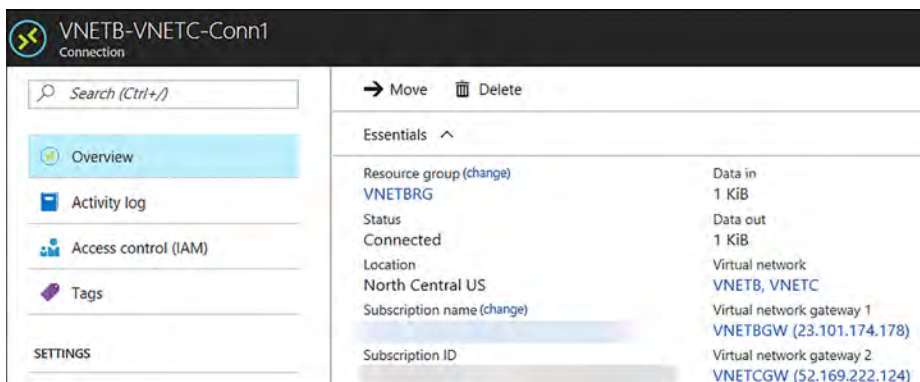 VNETB-VNETC-Conn1
Connection
Search (Ctrl+/)
Overview
Activity log
Access control (IAM)
Tags
SETTINGS
Move Delete
Essentials
Resource group (change)
VNETBRG
Status
Connected
Location
North Central US
Subscription name (change)
Subscription ID
Data in
1 KiB
Data out
1 KiB
Virtual network
VNETB, VNETC
Virtual network gateway 1
VNETBGW (23.101.174.178)
Virtual network gateway 2
VNETCGW (52.169.222.124)